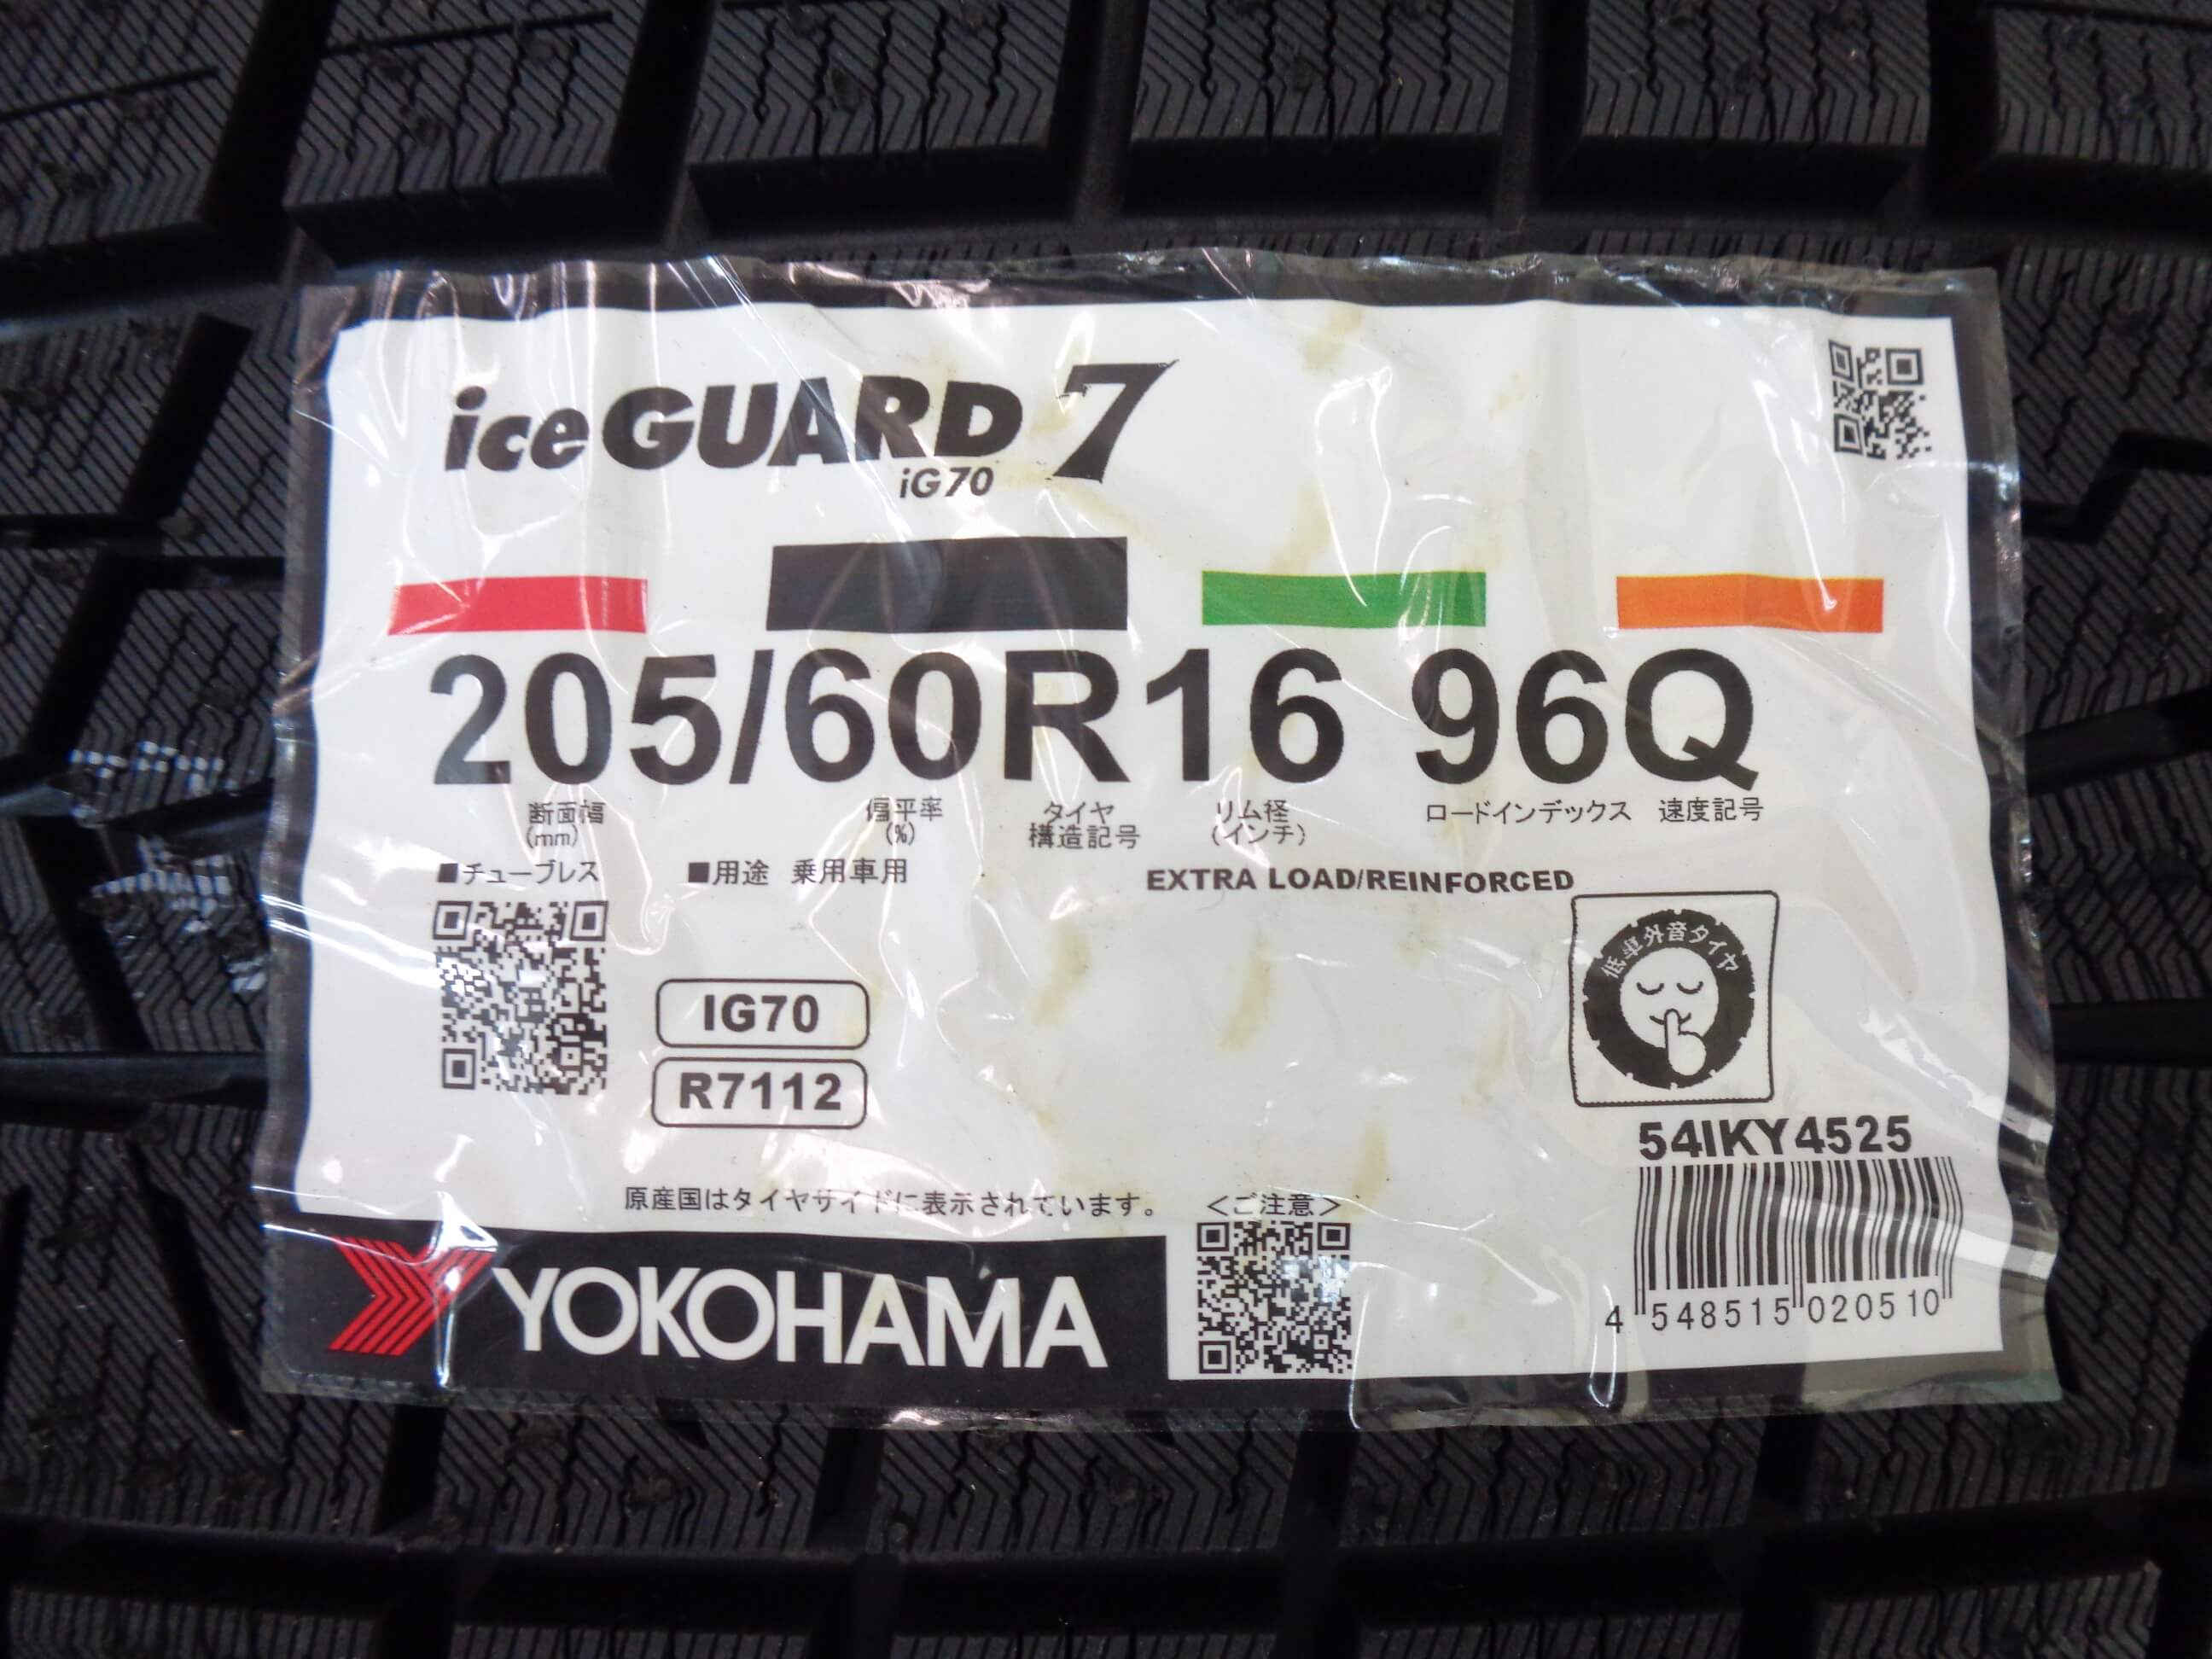 iceGUARD 7
iG70
205/60R16 96Q
断面幅 偏平率 タイヤ リム径 ロードインデックス 速度記号
(mm) (%) 構造記号 (インチ)
■チューブレス ■用途 乗用車用 EXTRA LOAD/REINFORCED
低車外音タイヤ
IG70
R7112
54IKY4525
原産国はタイヤサイドに表示されています。 <ご注意>
YOKOHAMA
4 548515 020510